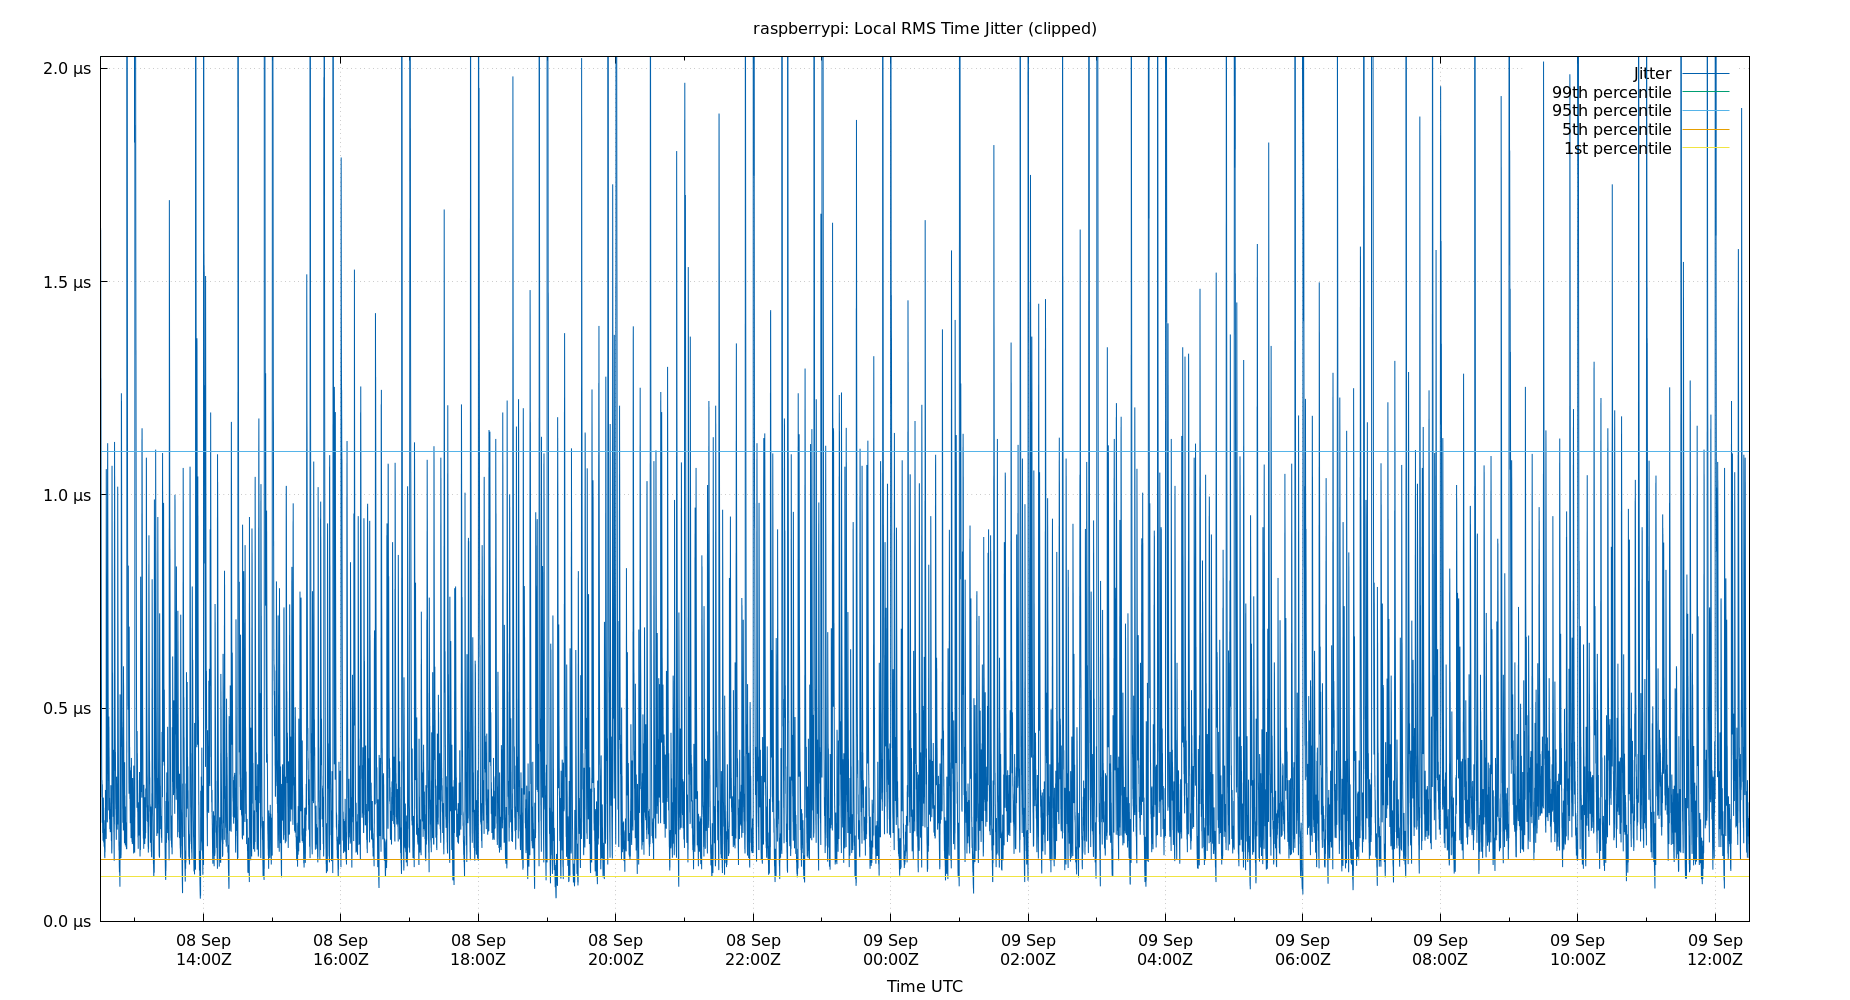 raspberrypi: Local RMS Time Jitter (clipped)
2.0 µs
1.5 µs
1.0 µs
0.5 µs
0.0 µs
Jitter
99th percentile
95th percentile
5th percentile
1st percentile
08 Sep 08 Sep 08 Sep 08 Sep 08 Sep 09 Sep 09 Sep 09 Sep 09 Sep 09 Sep 09 Sep 09 Sep
14:00Z 16:00Z 18:00Z 20:00Z 22:00Z 00:00Z 02:00Z 04:00Z 06:00Z 08:00Z 10:00Z 12:00Z
Time UTC